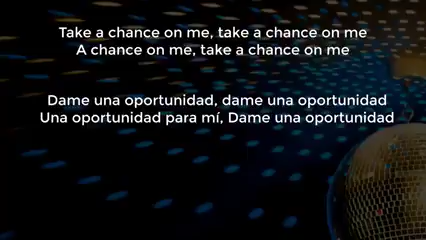 Take a chance on me, take a chance on me
A chance on me, take a chance on me
Dame una oportunidad, dame una oportunidad
Una oportunidad para mí, Dame una oportunidad